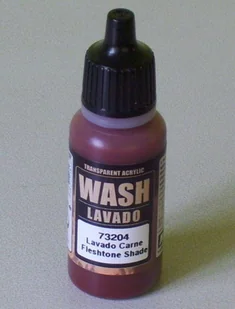 TRANSPARENT ACRYLIC
WASH
LAVADO
73204
Lavado Carne
Fleshtone Shade